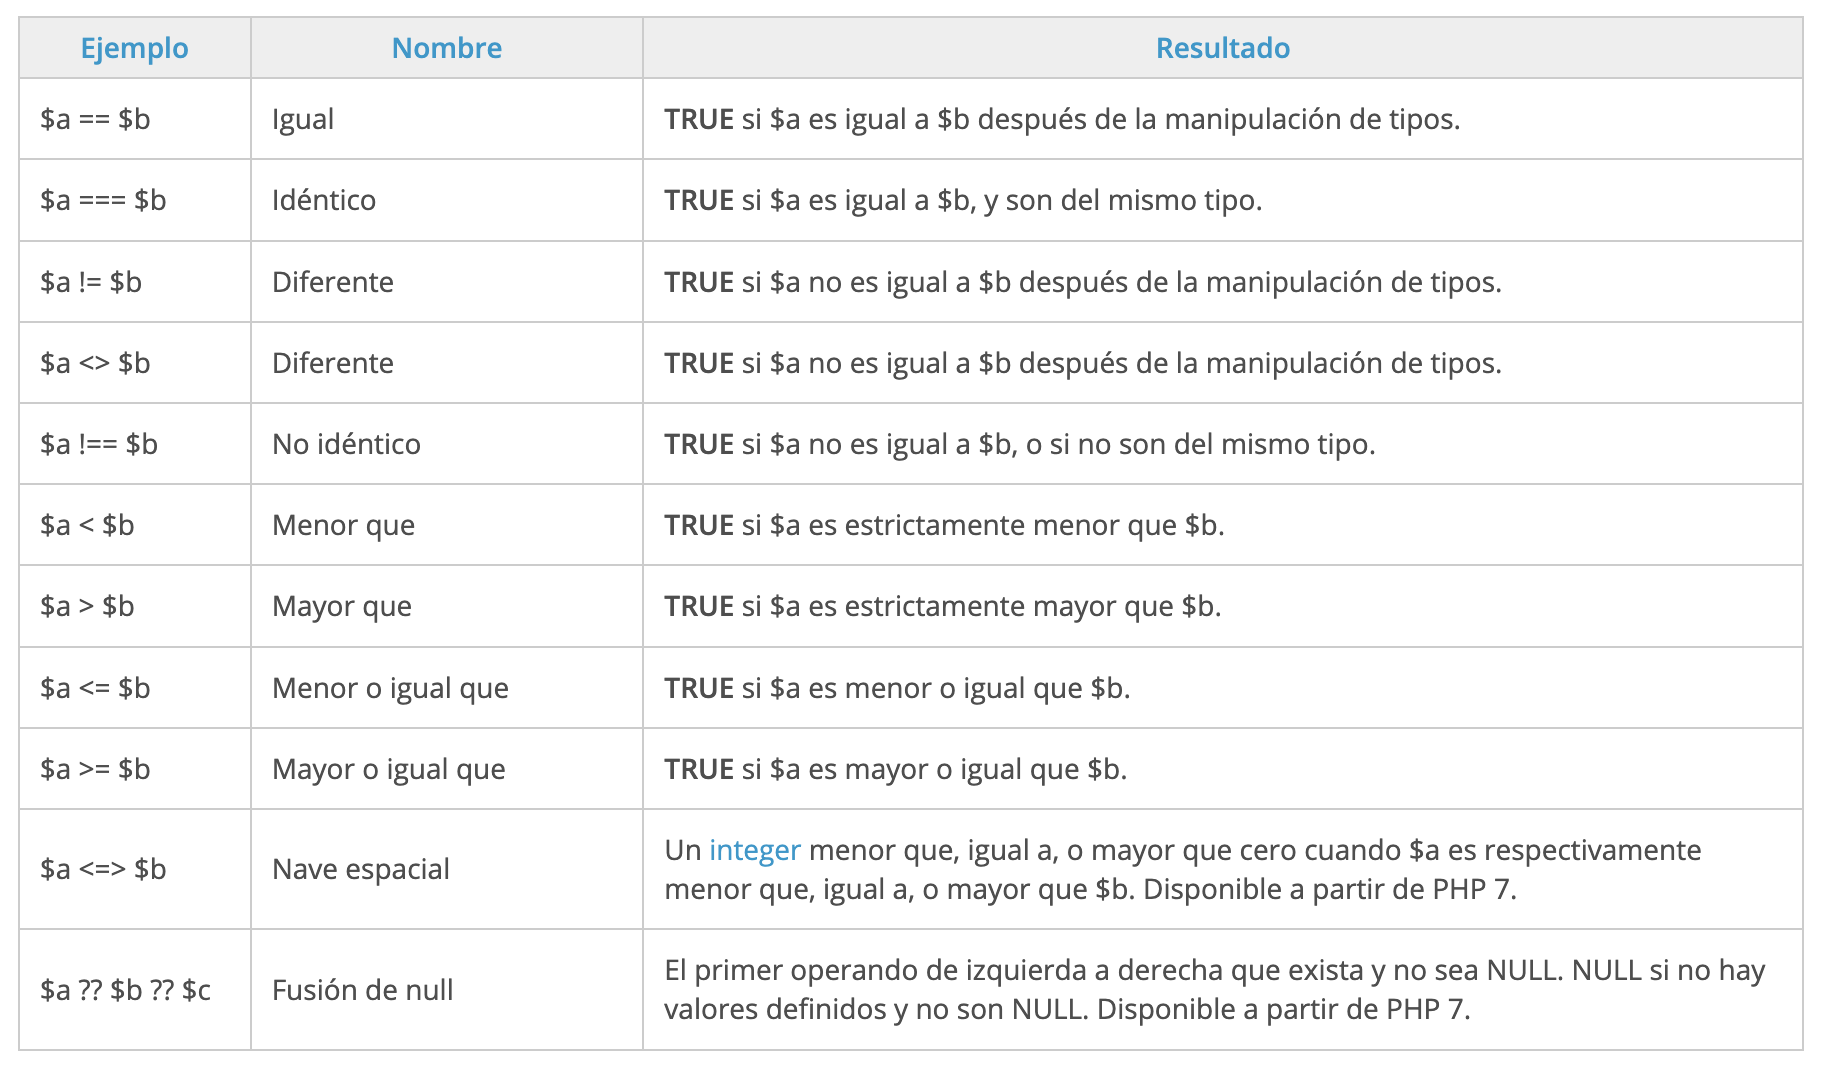 Ejemplo Nombre Resultado
$a == $b Igual TRUE si $a es igual a $b después de la manipulación de tipos.
$a === $b Idéntico TRUE si $a es igual a $b, y son del mismo tipo.
$a != $b Diferente TRUE si $a no es igual a $b después de la manipulación de tipos.
$a <> $b Diferente TRUE si $a no es igual a $b después de la manipulación de tipos.
$a !== $b No idéntico TRUE si $a no es igual a $b, o si no son del mismo tipo.
$a < $b Menor que TRUE si $a es estrictamente menor que $b.
$a > $b Mayor que TRUE si $a es estrictamente mayor que $b.
$a <= $b Menor o igual que TRUE si $a es menor o igual que $b.
$a >= $b Mayor o igual que TRUE si $a es mayor o igual que $b.
$a <=> $b Nave espacial Un integer menor que, igual a, o mayor que cero cuando $a es respectivamente
menor que, igual a, o mayor que $b. Disponible a partir de PHP 7.
$a ?? $b ?? $c Fusión de null El primer operando de izquierda a derecha que exista y no sea NULL. NULL si no hay
valores definidos y no son NULL. Disponible a partir de PHP 7.